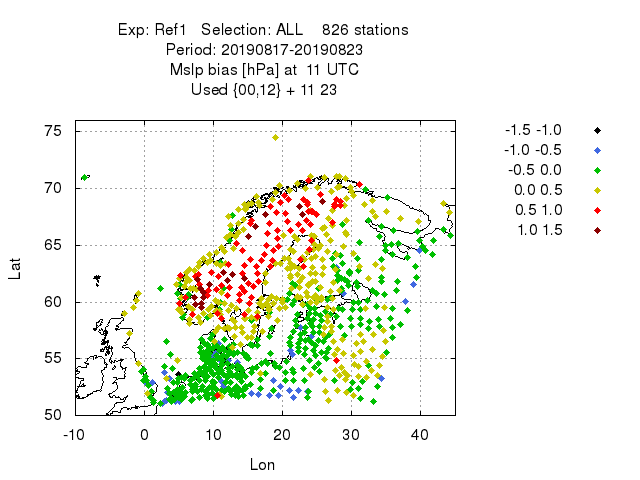 Exp: Ref1 Selection: ALL 826 stations
Period: 20190817-20190823
Mslp bias [hPa] at 11 UTC
Used {00,12} + 11 23
-1.5 -1.0
-1.0 -0.5
-0.5 0.0
0.0 0.5
0.5 1.0
1.0 1.5
75
70
65
60
55
50
Lat
-10 0 10 20 30 40
Lon